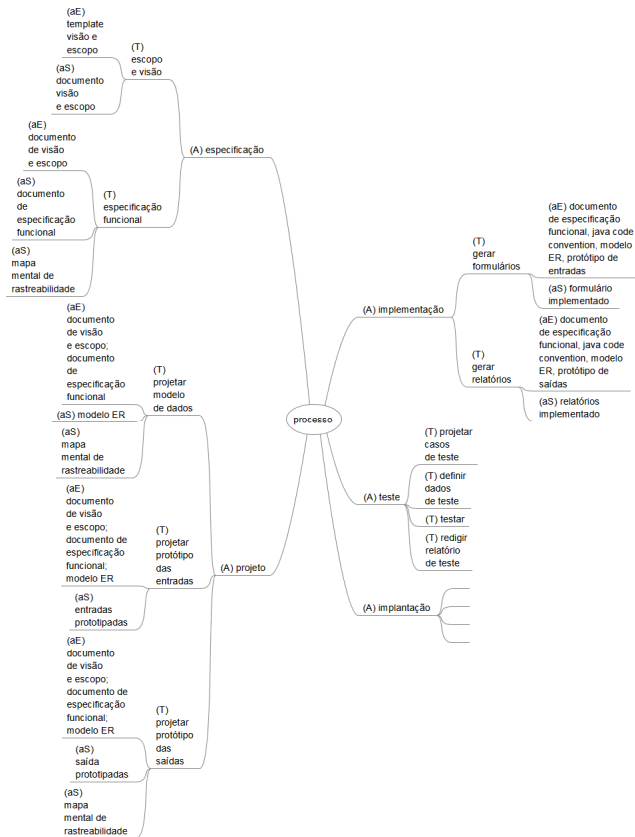 (aE)
template
visão e
escopo
(aS)
documento
visão
e escopo
(T)
escopo
e visão
(aE)
documento
de visão
e escopo
(aS)
documento
de
especificação
funcional
(aS)
mapa
mental de
rastreabilidade
(T)
especificação
funcional
(A) especificação
(aE)
documento
de visão
e escopo;
documento
de
especificação
funcional
(aS) modelo ER
(aS)
mapa
mental de
rastreabilidade
(T)
projetar
modelo
de dados
(aE)
documento
de visão
e escopo;
documento de
especificação
funcional;
modelo ER
(aS)
entradas
prototipadas
(T)
projetar
protótipo
das
entradas
(aE)
documento
de visão
e escopo;
documento de
especificação
funcional;
modelo ER
(aS)
saída
prototipadas
(aS)
mapa
mental de
rastreabilidade
(T)
projetar
protótipo
das
saídas
(A) projeto
processo
(A) implementação
(T)
gerar
formulários
(aE) documento
de especificação
funcional, java code
convention, modelo
ER, protótipo de
entradas
(aS) formulário
implementado
(T)
gerar
relatórios
(aE) documento
de especificação
funcional, java code
convention, modelo
ER, protótipo de
saídas
(aS) relatórios
implementado
(A) teste
(T) projetar
casos
de teste
(T) definir
dados
de teste
(T) testar
(T) redigir
relatório
de teste
(A) implantação